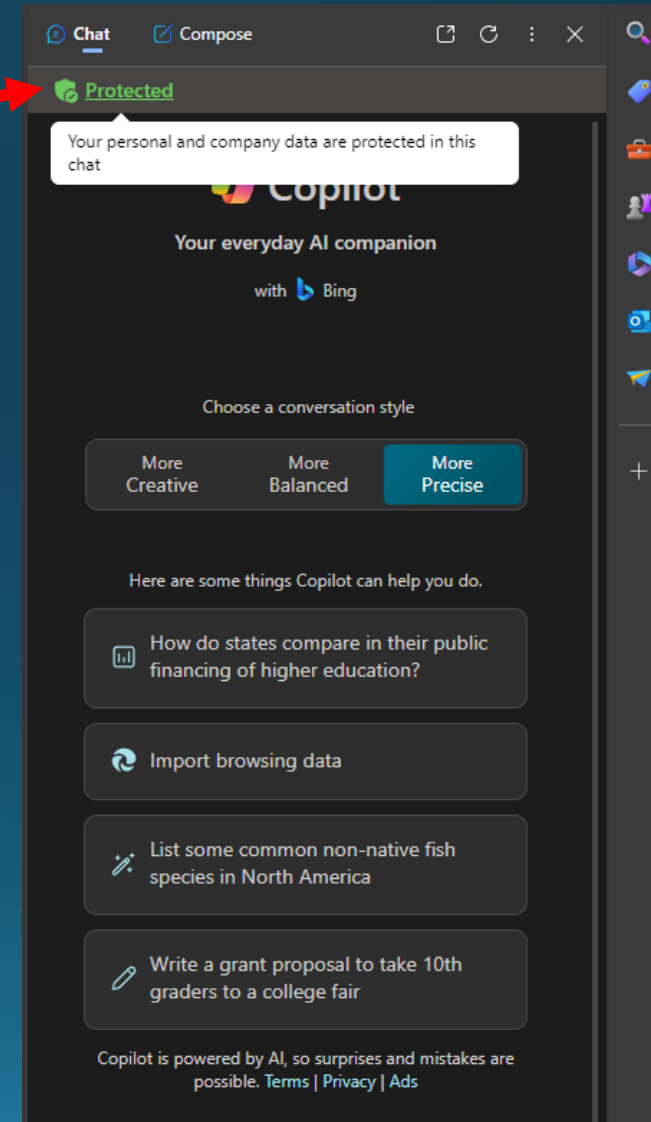 Chat
Compose
Protected
Your personal and company data are protected in this
chat
Copilot
Your everyday AI companion
with Bing
Choose a conversation style
More
Creative
More
Balanced
More
Precise
Here are some things Copilot can help you do.
How do states compare in their public
financing of higher education?
Import browsing data
List some common non-native fish
species in North America
Write a grant proposal to take 10th
graders to a college fair
Copilot is powered by AI, so surprises and mistakes are
possible. Terms | Privacy | Ads